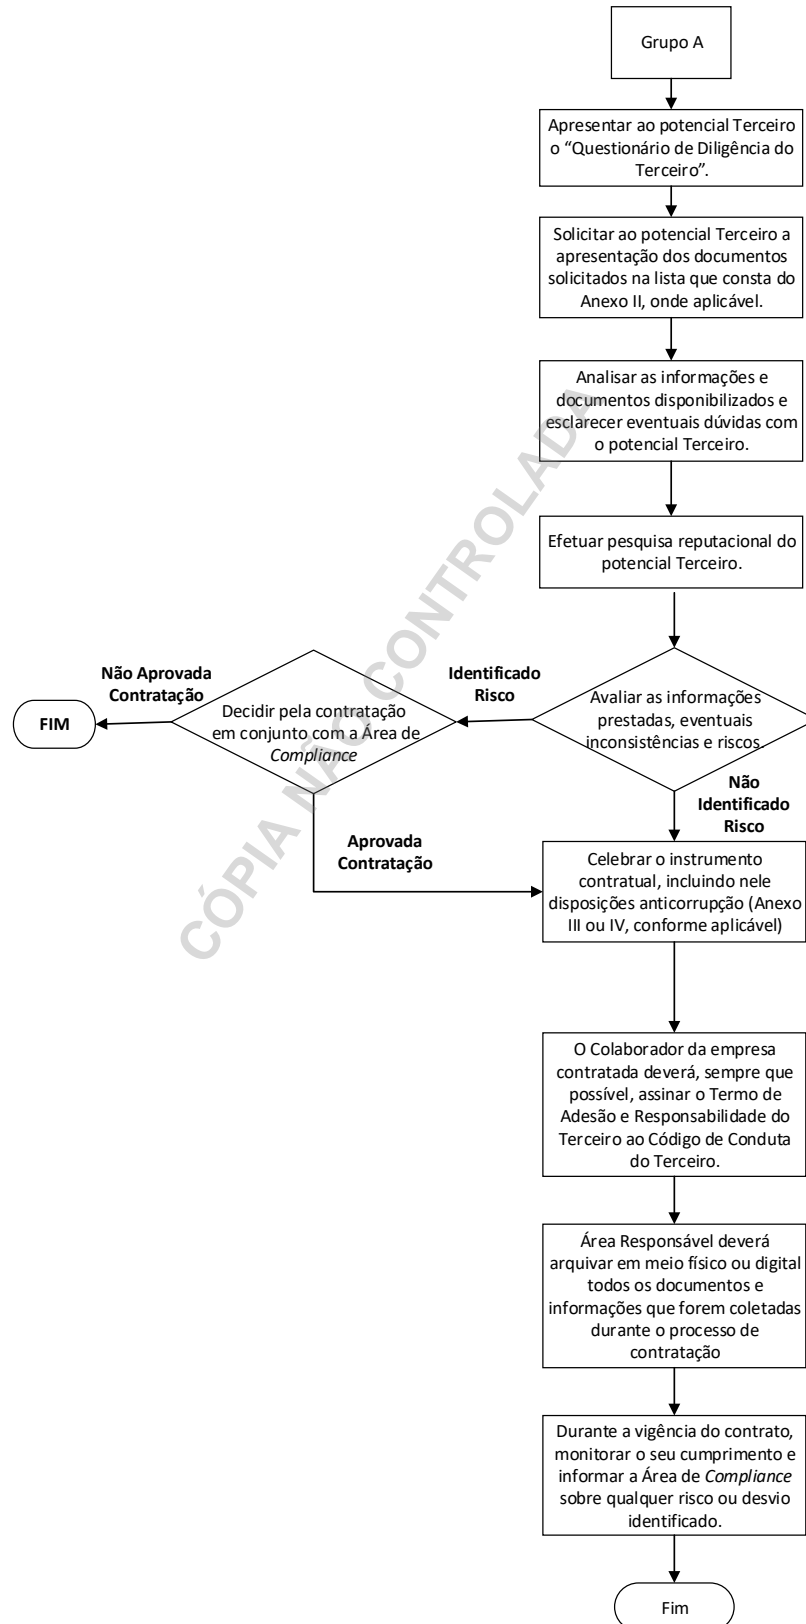 Grupo A
Apresentar ao potencial Terceiro
o “Questionário de Diligência do
Terceiro”.
Solicitar ao potencial Terceiro a
apresentação dos documentos
solicitados na lista que consta do
Anexo II, onde aplicável.
Analisar as informações e
documentos disponibilizados e
esclarecer eventuais dúvidas com
o potencial Terceiro.
Efetuar pesquisa reputacional do
potencial Terceiro.
Avaliar as informações
prestadas, eventuais
inconsistências e riscos.
Identificado
Risco
Decidir pela contratação
em conjunto com a Área de
Compliance
Não Aprovada
Contratação
FIM
Não
Identificado
Risco
Aprovada
Contratação
Celebrar o instrumento
contratual, incluindo nele
disposições anticorrupção (Anexo
III ou IV, conforme aplicável)
O Colaborador da empresa
contratada deverá, sempre que
possível, assinar o Termo de
Adesão e Responsabilidade do
Terceiro ao Código de Conduta
do Terceiro.
Área Responsável deverá
arquivar em meio físico ou digital
todos os documentos e
informações que forem coletadas
durante o processo de
contratação
Durante a vigência do contrato,
monitorar o seu cumprimento e
informar a Área de Compliance
sobre qualquer risco ou desvio
identificado.
Fim
CÓPIA NÃO CONTROLADA